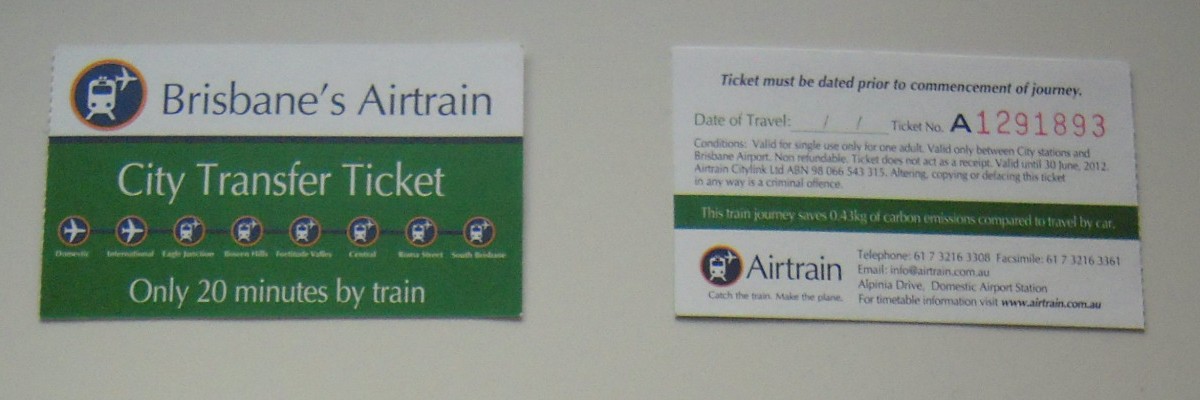 Brisbane's Airtrain
City Transfer Ticket
Domestic International Eagle Junction Bowen Hills Fortitude Valley Central Roma Street South Brisbane
Only 20 minutes by train
Ticket must be dated prior to commencement of journey.
Date of Travel: / / Ticket No. A1291893
Conditions: Valid for single use only for one adult. Valid only between City stations and
Brisbane Airport. Non refundable. Ticket does not act as a receipt. Valid until 30 June, 2012.
Airtrain Citylink Ltd ABN 98 066 543 315. Altering, copying or defacing this ticket
in any way is a criminal offence.
This train journey saves 0.43kg of carbon emissions compared to travel by car.
Airtrain
Catch the train. Make the plane.
Telephone: 61 7 3216 3308 Facsimile: 61 7 3216 3361
Email: info@airtrain.com.au
Alpinia Drive, Domestic Airport Station
For timetable information visit www.airtrain.com.au